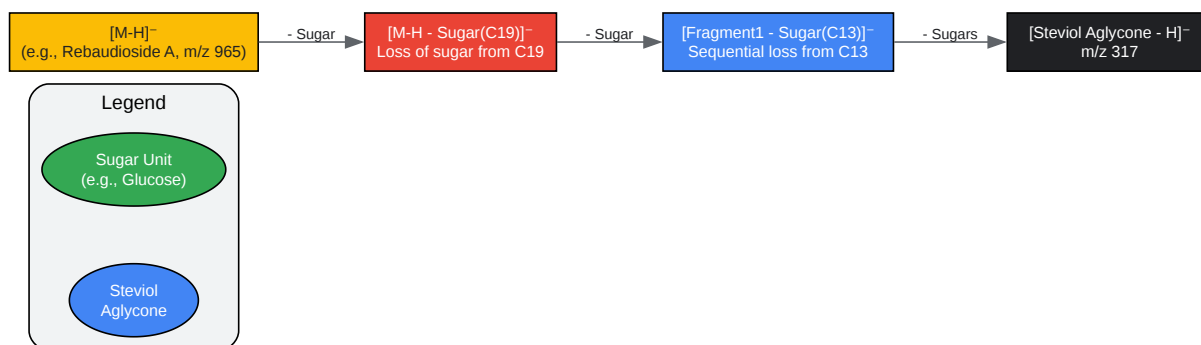 [M-H]⁻
(e.g., Rebaudioside A, m/z 965)
- Sugar
[M-H - Sugar(C19)]⁻
Loss of sugar from C19
- Sugar
[Fragment1 - Sugar(C13)]⁻
Sequential loss from C13
- Sugars
[Steviol Aglycone - H]⁻
m/z 317
Legend
Sugar Unit
(e.g., Glucose)
Steviol
Aglycone